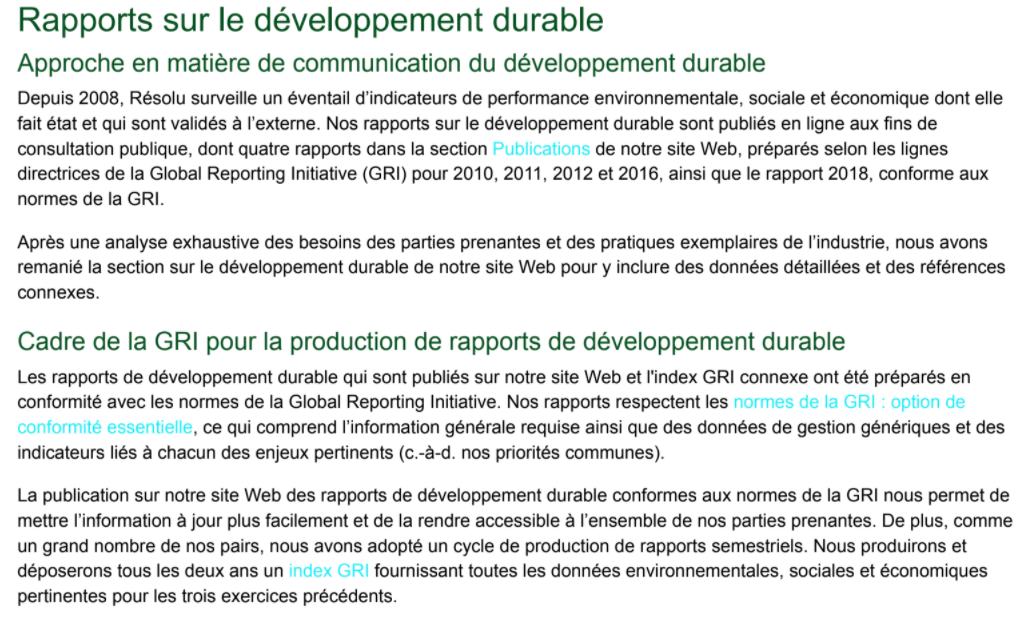 Rapports sur le développement durable
Approche en matière de communication du développement durable
Depuis 2008, Résolu surveille un éventail d’indicateurs de performance environnementale, sociale et économique dont elle
fait état et qui sont validés à l’externe. Nos rapports sur le développement durable sont publiés en ligne aux fins de
consultation publique, dont quatre rapports dans la section Publications de notre site Web, préparés selon les lignes
directrices de la Global Reporting Initiative (GRI) pour 2010, 2011, 2012 et 2016, ainsi que le rapport 2018, conforme aux
normes de la GRI.
Après une analyse exhaustive des besoins des parties prenantes et des pratiques exemplaires de l’industrie, nous avons
remanié la section sur le développement durable de notre site Web pour y inclure des données détaillées et des références
connexes.
Cadre de la GRI pour la production de rapports de développement durable
Les rapports de développement durable qui sont publiés sur notre site Web et l'index GRI connexe ont été préparés en
conformité avec les normes de la Global Reporting Initiative. Nos rapports respectent les normes de la GRI : option de
conformité essentielle, ce qui comprend l’information générale requise ainsi que des données de gestion génériques et des
indicateurs liés à chacun des enjeux pertinents (c.-à-d. nos priorités communes).
La publication sur notre site Web des rapports de développement durable conformes aux normes de la GRI nous permet de
mettre l’information à jour plus facilement et de la rendre accessible à l’ensemble de nos parties prenantes. De plus, comme
un grand nombre de nos pairs, nous avons adopté un cycle de production de rapports semestriels. Nous produirons et
déposerons tous les deux ans un index GRI fournissant toutes les données environnementales, sociales et économiques
pertinentes pour les trois exercices précédents.